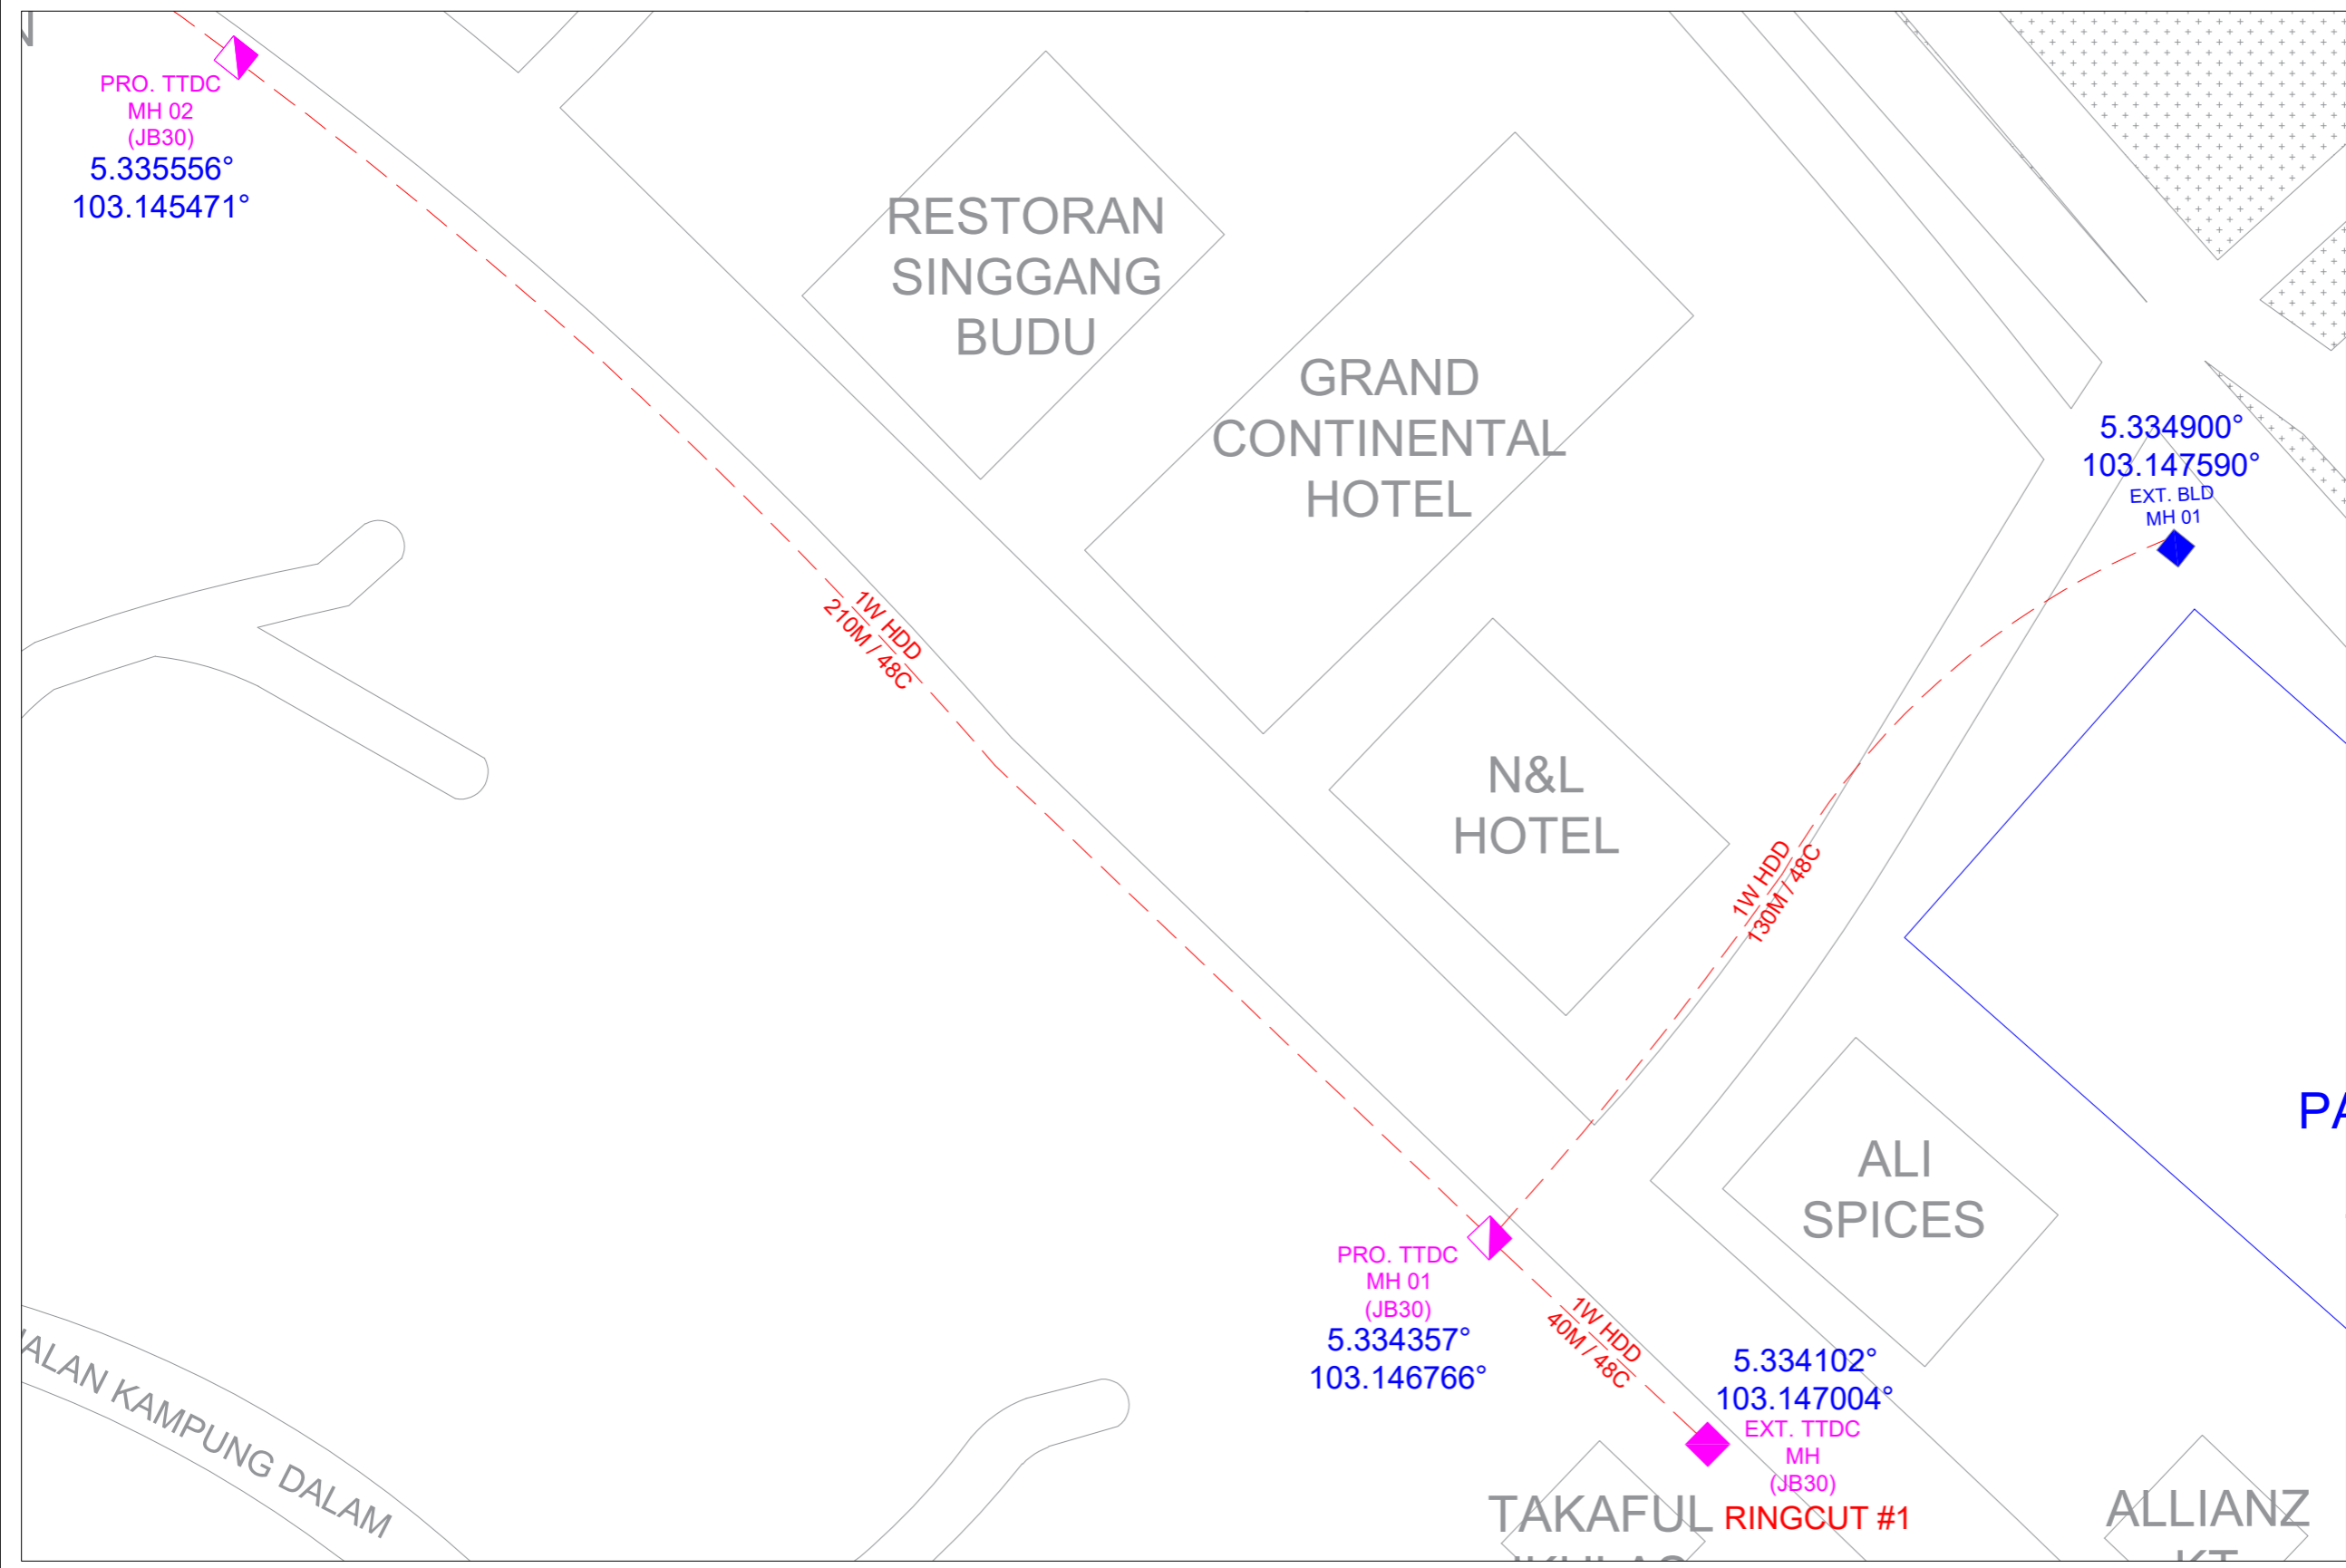 N
PRO. TTDC
MH 02
(JB30)
5.335556°
103.145471°
RESTORAN
SINGGANG
BUDU
GRAND
CONTINENTAL
HOTEL
5.334900°
103.147590°
EXT. BLD
MH 01
1W HDD
210M / 48C
N&L
HOTEL
1W HDD
130M / 48C
PA
ALI
SPICES
PRO. TTDC
MH 01
(JB30)
5.334357°
103.146766°
1W HDD
40M / 48C
5.334102°
103.147004°
EXT. TTDC
MH
(JB30)
RINGCUT #1
JALAN KAMPUNG DALAM
TAKAFUL
ALLIANZ
KT